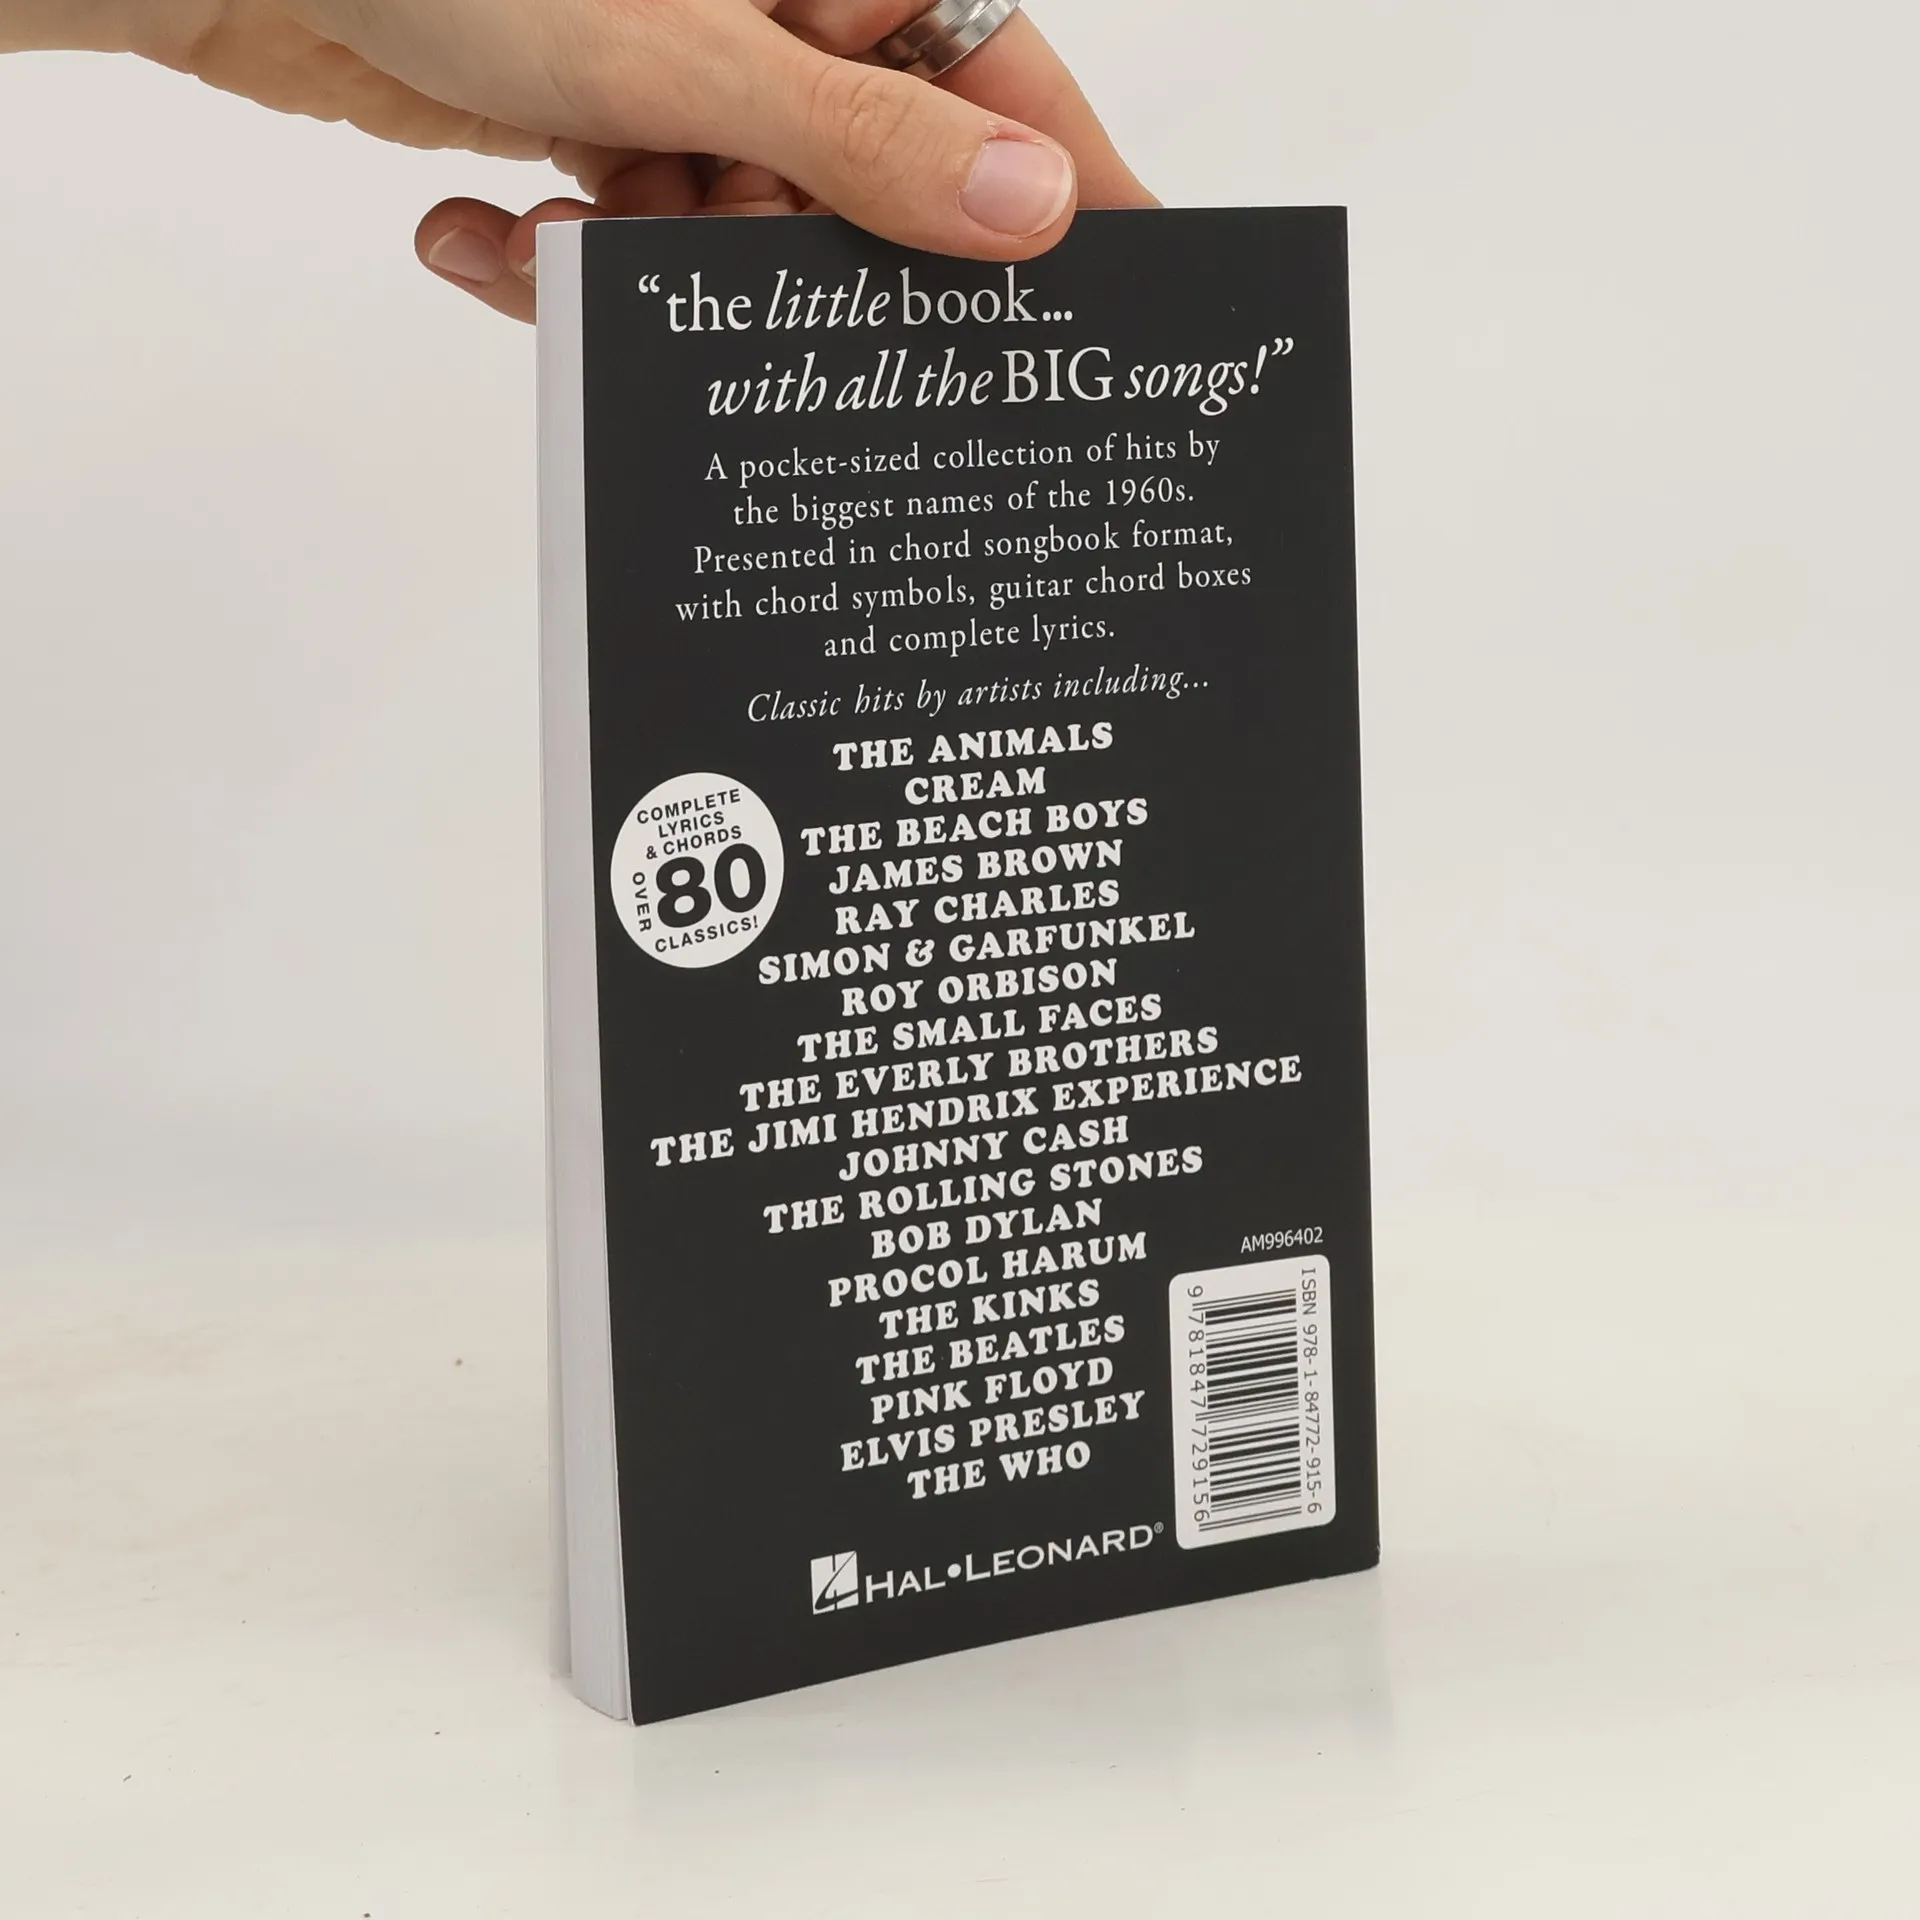 “the little book...
with all the BIG songs!”
A pocket-sized collection of hits by
the biggest names of the 1960s.
Presented in chord songbook format,
with chord symbols, guitar chord boxes
and complete lyrics.
Classic hits by artists including...
THE ANIMALS
CREAM
THE BEACH BOYS
JAMES BROWN
RAY CHARLES
SIMON & GARFUNKEL
ROY ORBISON
THE SMALL FACES
THE EVERLY BROTHERS
THE JIMI HENDRIX EXPERIENCE
JOHNNY CASH
THE ROLLING STONES
BOB DYLAN
PROCOL HARUM
THE KINKS
THE BEATLES
PINK FLOYD
ELVIS PRESLEY
THE WHO
COMPLETE
LYRICS
& CHORDS
OVER
80
CLASSICS!
AM996402
ISBN 978-1-84772-915-6
9 781847 729156
HAL•LEONARD®